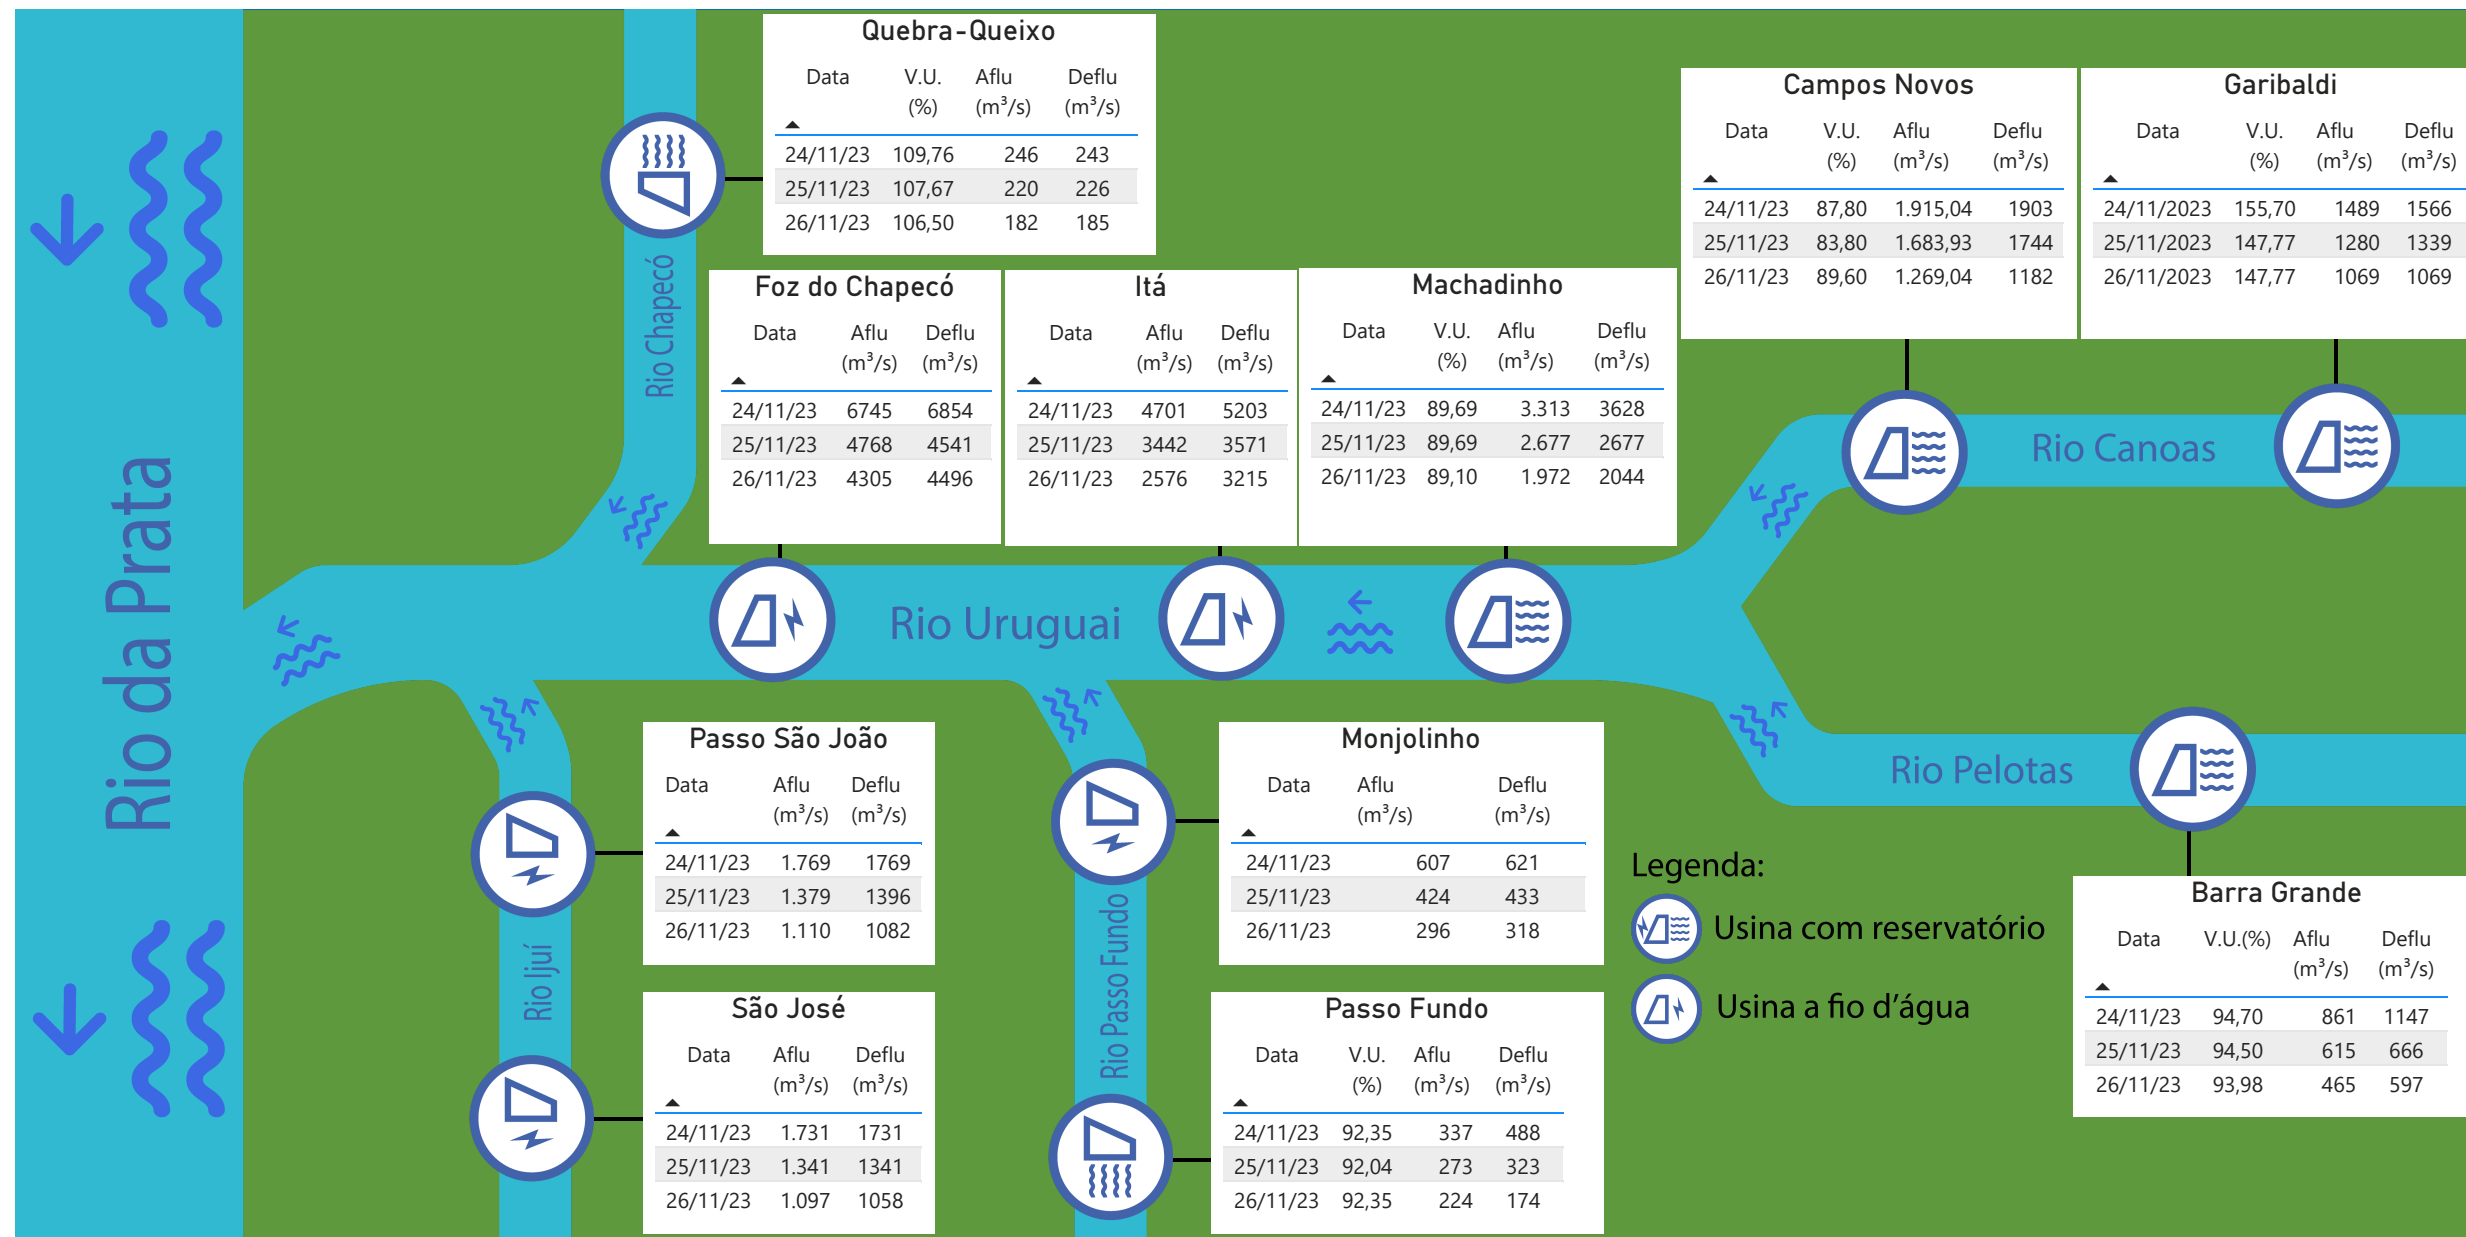 Quebra-Queixo
Data V.U. (%) Aflu (m³/s) Deflu (m³/s)
24/11/23 109,76 246 243
25/11/23 107,67 220 226
26/11/23 106,50 182 185
Campos Novos
Data V.U. (%) Aflu (m³/s) Deflu (m³/s)
24/11/23 87,80 1.915,04 1903
25/11/23 83,80 1.683,93 1744
26/11/23 89,60 1.269,04 1182
Garibaldi
Data V.U. (%) Aflu (m³/s) Deflu (m³/s)
24/11/2023 155,70 1489 1566
25/11/2023 147,77 1280 1339
26/11/2023 147,77 1069 1069
Rio Chapecó
Foz do Chapecó
Data Aflu (m³/s) Deflu (m³/s)
24/11/23 6745 6854
25/11/23 4768 4541
26/11/23 4305 4496
Itá
Data Aflu (m³/s) Deflu (m³/s)
24/11/23 4701 5203
25/11/23 3442 3571
26/11/23 2576 3215
Machadinho
Data V.U. (%) Aflu (m³/s) Deflu (m³/s)
24/11/23 89,69 3.313 3628
25/11/23 89,69 2.677 2677
26/11/23 89,10 1.972 2044
Rio Canoas
Rio da Prata
Rio Uruguai
Rio Pelotas
Passo São João
Data Aflu (m³/s) Deflu (m³/s)
24/11/23 1.769 1769
25/11/23 1.379 1396
26/11/23 1.110 1082
Monjolinho
Data Aflu (m³/s) Deflu (m³/s)
24/11/23 607 621
25/11/23 424 433
26/11/23 296 318
Legenda:
Usina com reservatório
Usina a fio d'água
Barra Grande
Data V.U.(%) Aflu (m³/s) Deflu (m³/s)
24/11/23 94,70 861 1147
25/11/23 94,50 615 666
26/11/23 93,98 465 597
Rio Ijuí
São José
Data Aflu (m³/s) Deflu (m³/s)
24/11/23 1.731 1731
25/11/23 1.341 1341
26/11/23 1.097 1058
Rio Passo Fundo
Passo Fundo
Data V.U. (%) Aflu (m³/s) Deflu (m³/s)
24/11/23 92,35 337 488
25/11/23 92,04 273 323
26/11/23 92,35 224 174